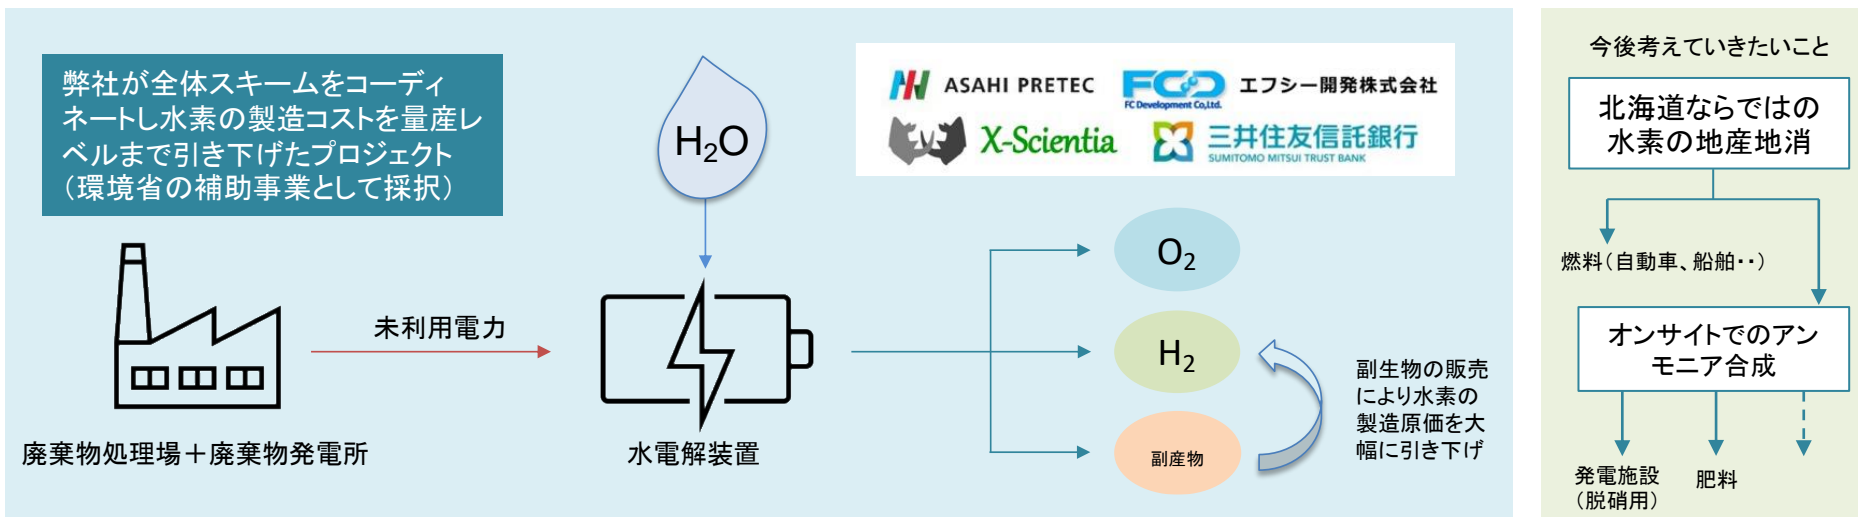 弊社が全体スキームをコーディ
ネートし水素の製造コストを量産レ
ベルまで引き下げたプロジェクト
（環境省の補助事業として採択）
H₂O
ASAHI PRETEC
FCD
FC Development Co,Ltd.
エフシー開発株式会社
X-Scientia
三井住友信託銀行
SUMITOMO MITSUI TRUST BANK
未利用電力
廃棄物処理場＋廃棄物発電所
水電解装置
O₂
H₂
副産物
副生物の販売
により水素の
製造原価を大
幅に引き下げ
今後考えていきたいこと
北海道ならではの
水素の地産地消
燃料（自動車、船舶・・）
オンサイトでのアン
モニア合成
発電施設
（脱硝用）
肥料